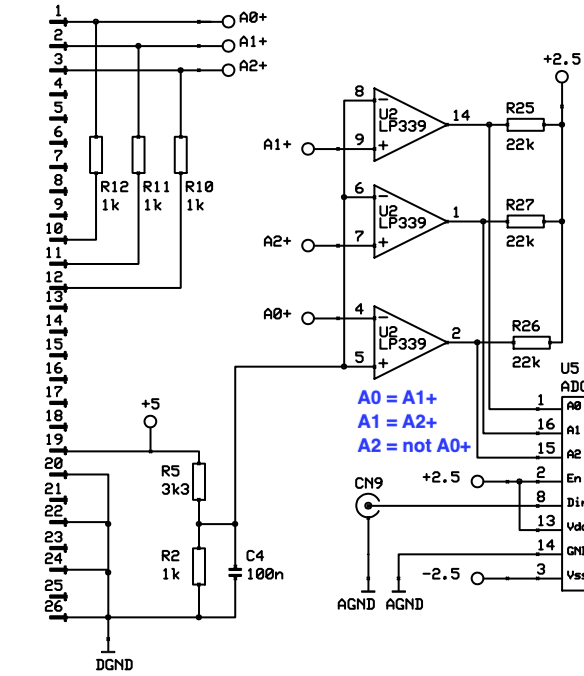 1
2
3
4
5
6
7
8
9
10
11
12
13
14
15
16
17
18
19
20
21
22
23
24
25
26
A0+
A1+
A2+
R12
1k
R11
1k
R10
1k
+5
R5
3k3
R2
1k
C4
100n
DGND
8
U2
LP339
14
A1+
9
R25
22k
+2.5
6
U2
LP339
1
A2+
7
R27
22k
A0+
4
U2
LP339
2
5
R26
22k
A0 = A1+
A1 = A2+
A2 = not A0+
CN9
AGND
AGND
+2.5
-2.5
U5
ADG
1 A0
16 A1
15 A2
2 En
8 Din
13 Vdd
14 GND
3 Vss